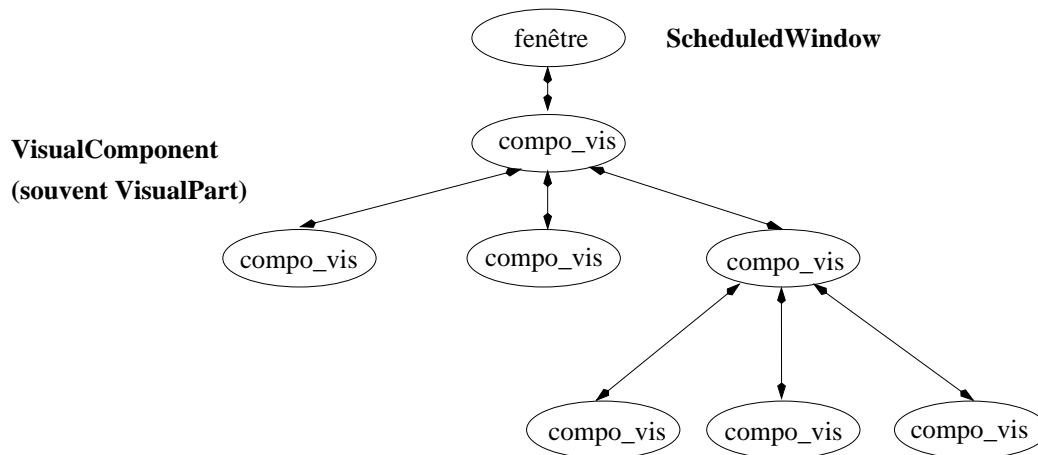 fenêtre
ScheduledWindow
compo_vis
VisualComponent
(souvent VisualPart)
compo_vis
compo_vis
compo_vis
compo_vis
compo_vis
compo_vis